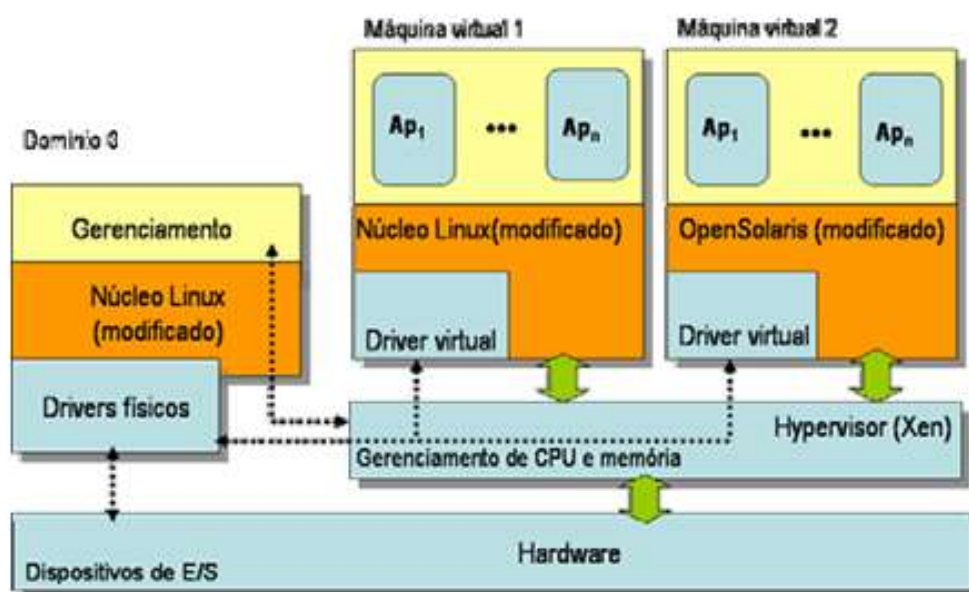 Máquina virtual 1
Máquina virtual 2
Ap1 ••• Apn
Ap1 ••• Apn
Domínio 0
Gerenciamento
Núcleo Linux
(modificado)
Drivers físicos
Núcleo Linux(modificado)
Driver virtual
OpenSolaris (modificado)
Driver virtual
Hypervisor (Xen)
Gerenciamento de CPU e memória
Hardware
Dispositivos de E/S